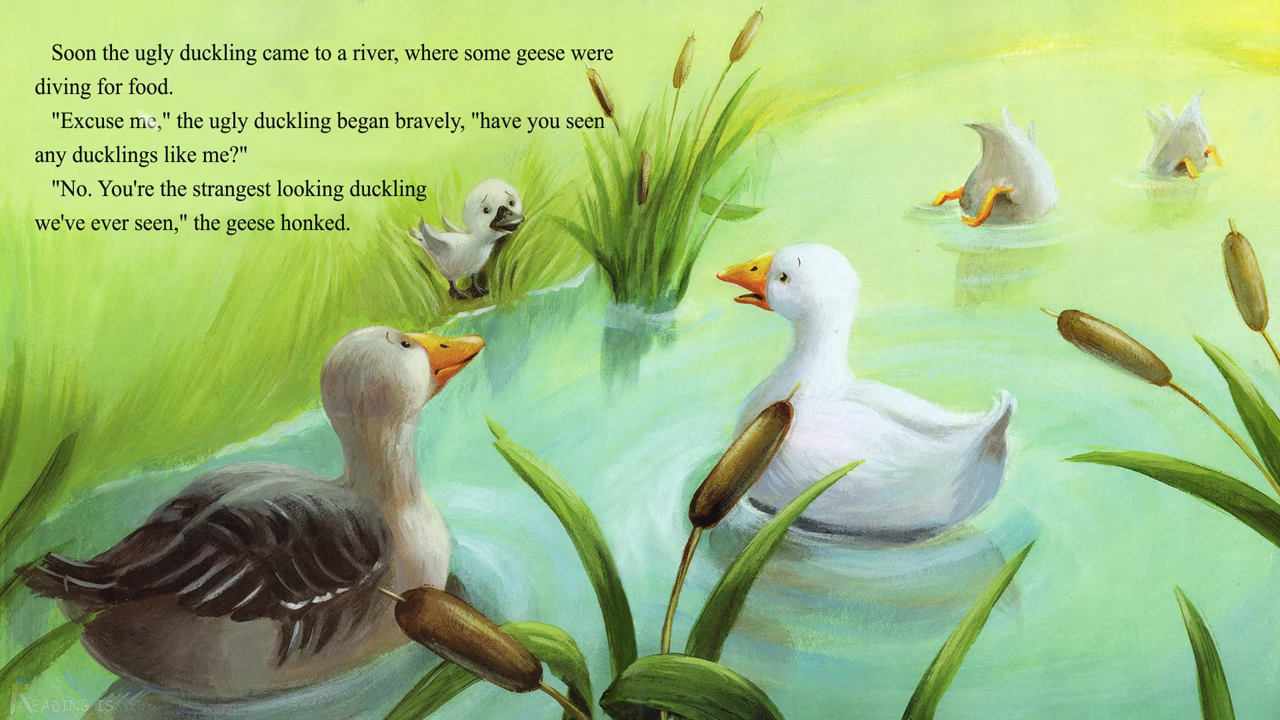 Soon the ugly duckling came to a river, where some geese were
diving for food.
"Excuse me," the ugly duckling began bravely, "have you seen
any ducklings like me?"
"No. You're the strangest looking duckling
we've ever seen," the geese honked.
READING IS